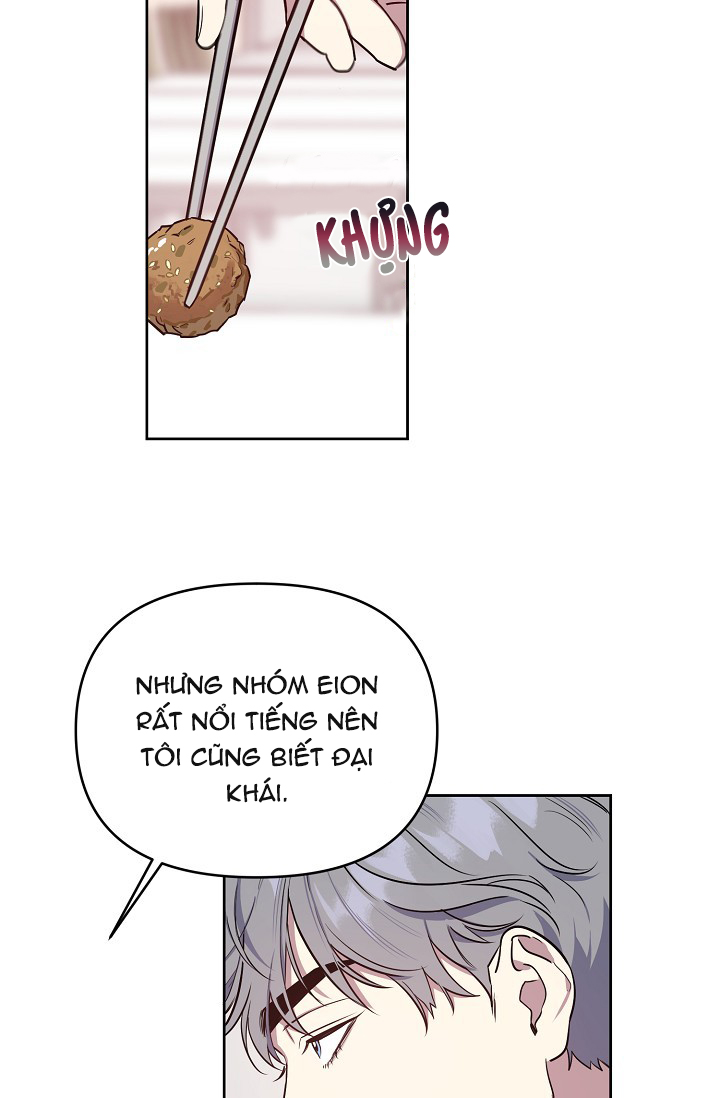 KHỰNG
NHƯNG NHÓM EION
RẤT NỔI TIẾNG NÊN
TÔI CŨNG BIẾT ĐẠI
KHÁI.